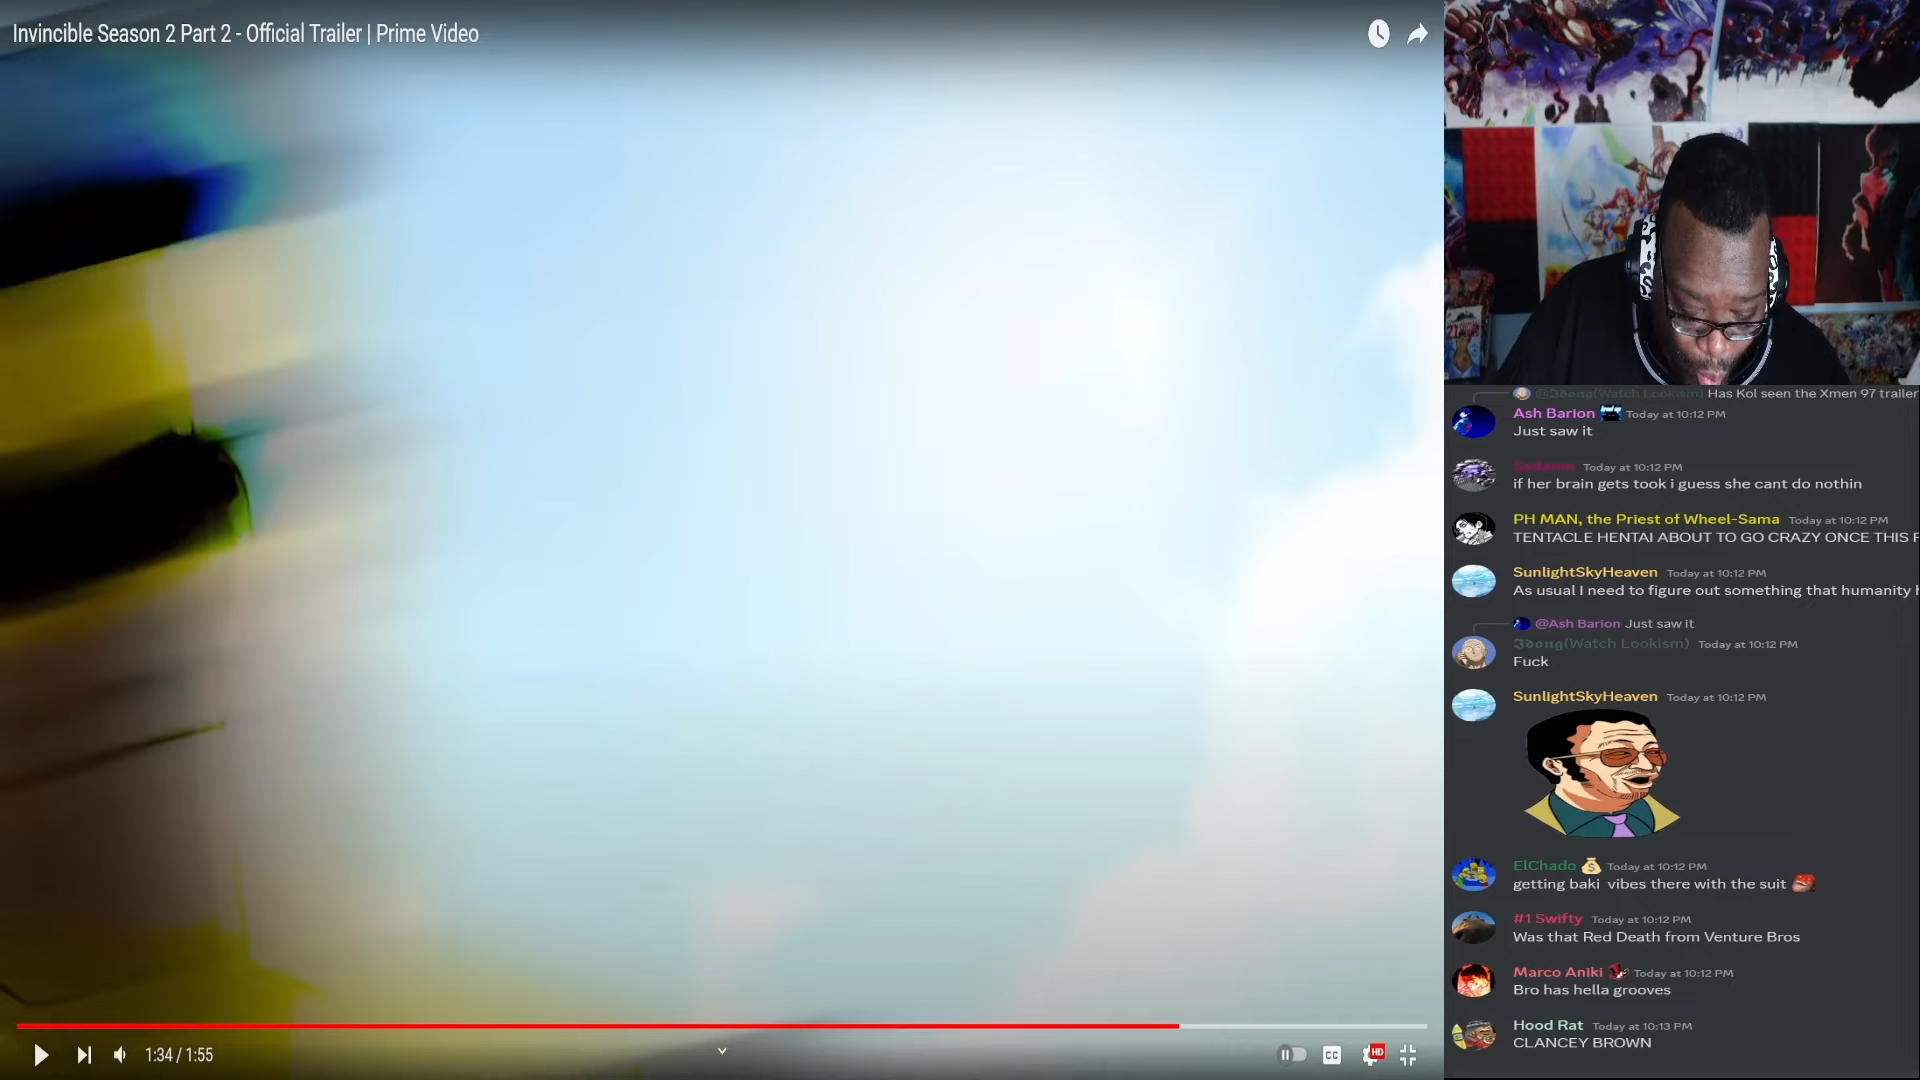 Invincible Season 2 Part 2 - Official Trailer | Prime Video
Has Kol seen the Xmen 97 trailer
Ash Barion Today at 10:12 PM
Just saw it
Today at 10:12 PM
if her brain gets took i guess she cant do nothin
PH MAN, the Priest of Wheel-Sama Today at 10:12 PM
TENTACLE HENTAI ABOUT TO GO CRAZY ONCE THIS
SunlightSkyHeaven Today at 10:12 PM
As usual I need to figure out something that humanity
@Ash Barion Just saw it
(Watch Lookism) Today at 10:12 PM
Fuck
SunlightSkyHeaven Today at 10:12 PM
ElChado Today at 10:12 PM
getting baki vibes there with the suit
#1 Swifty Today at 10:12 PM
Was that Red Death from Venture Bros
Marco Aniki Today at 10:12 PM
Bro has hella grooves
Hood Rat Today at 10:13 PM
CLANCEY BROWN
1:34 / 1:55
CC
HD